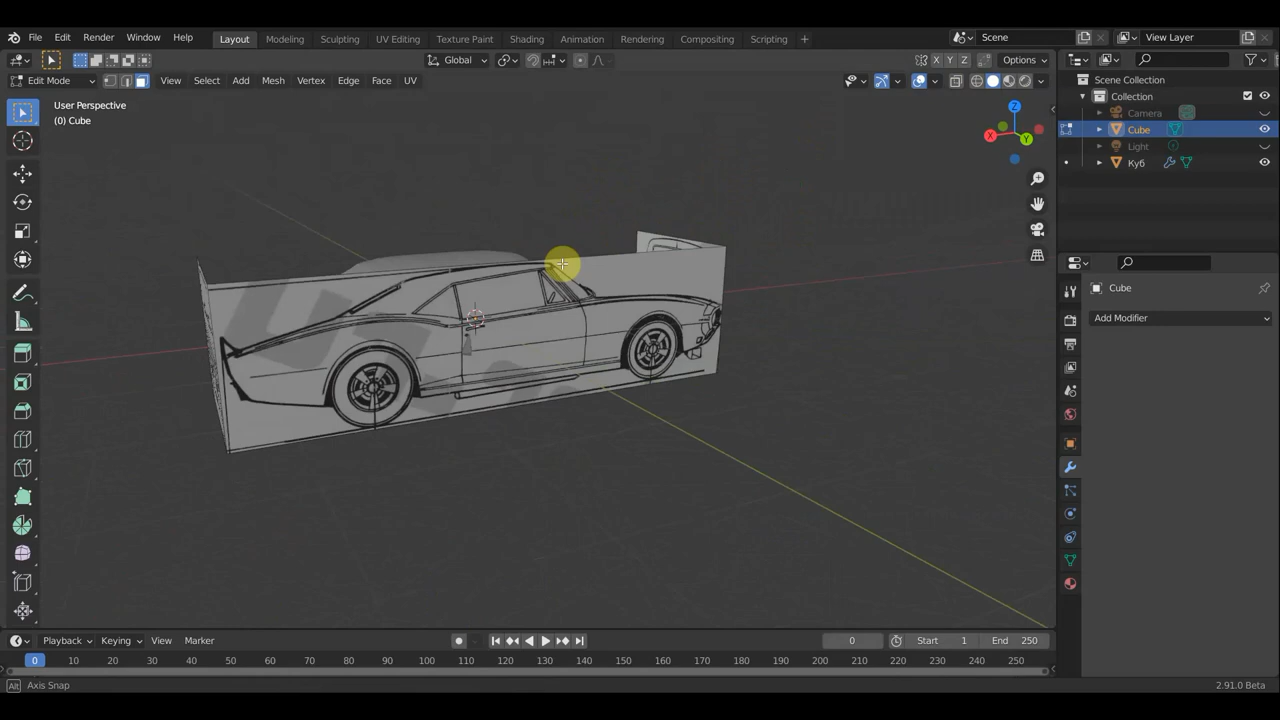 File Edit Render Window Help Layout Modeling Sculpting UV Editing Texture Paint Shading Animation Rendering Compositing Scripting + Scene View Layer
Global X Y Z Options
Edit Mode View Select Add Mesh Vertex Edge Face UV
User Perspective
(0) Cube
Z
X
Y
Scene Collection
Collection
Camera
Cube
Light
Куб
Cube
Add Modifier
Playback Keying View Marker 0 Start 1 End 250
0 10 20 30 40 50 60 70 80 90 100 110 120 130 140 150 160 170 180 190 200 210 220 230 240 250
Alt Axis Snap 2.91.0 Beta